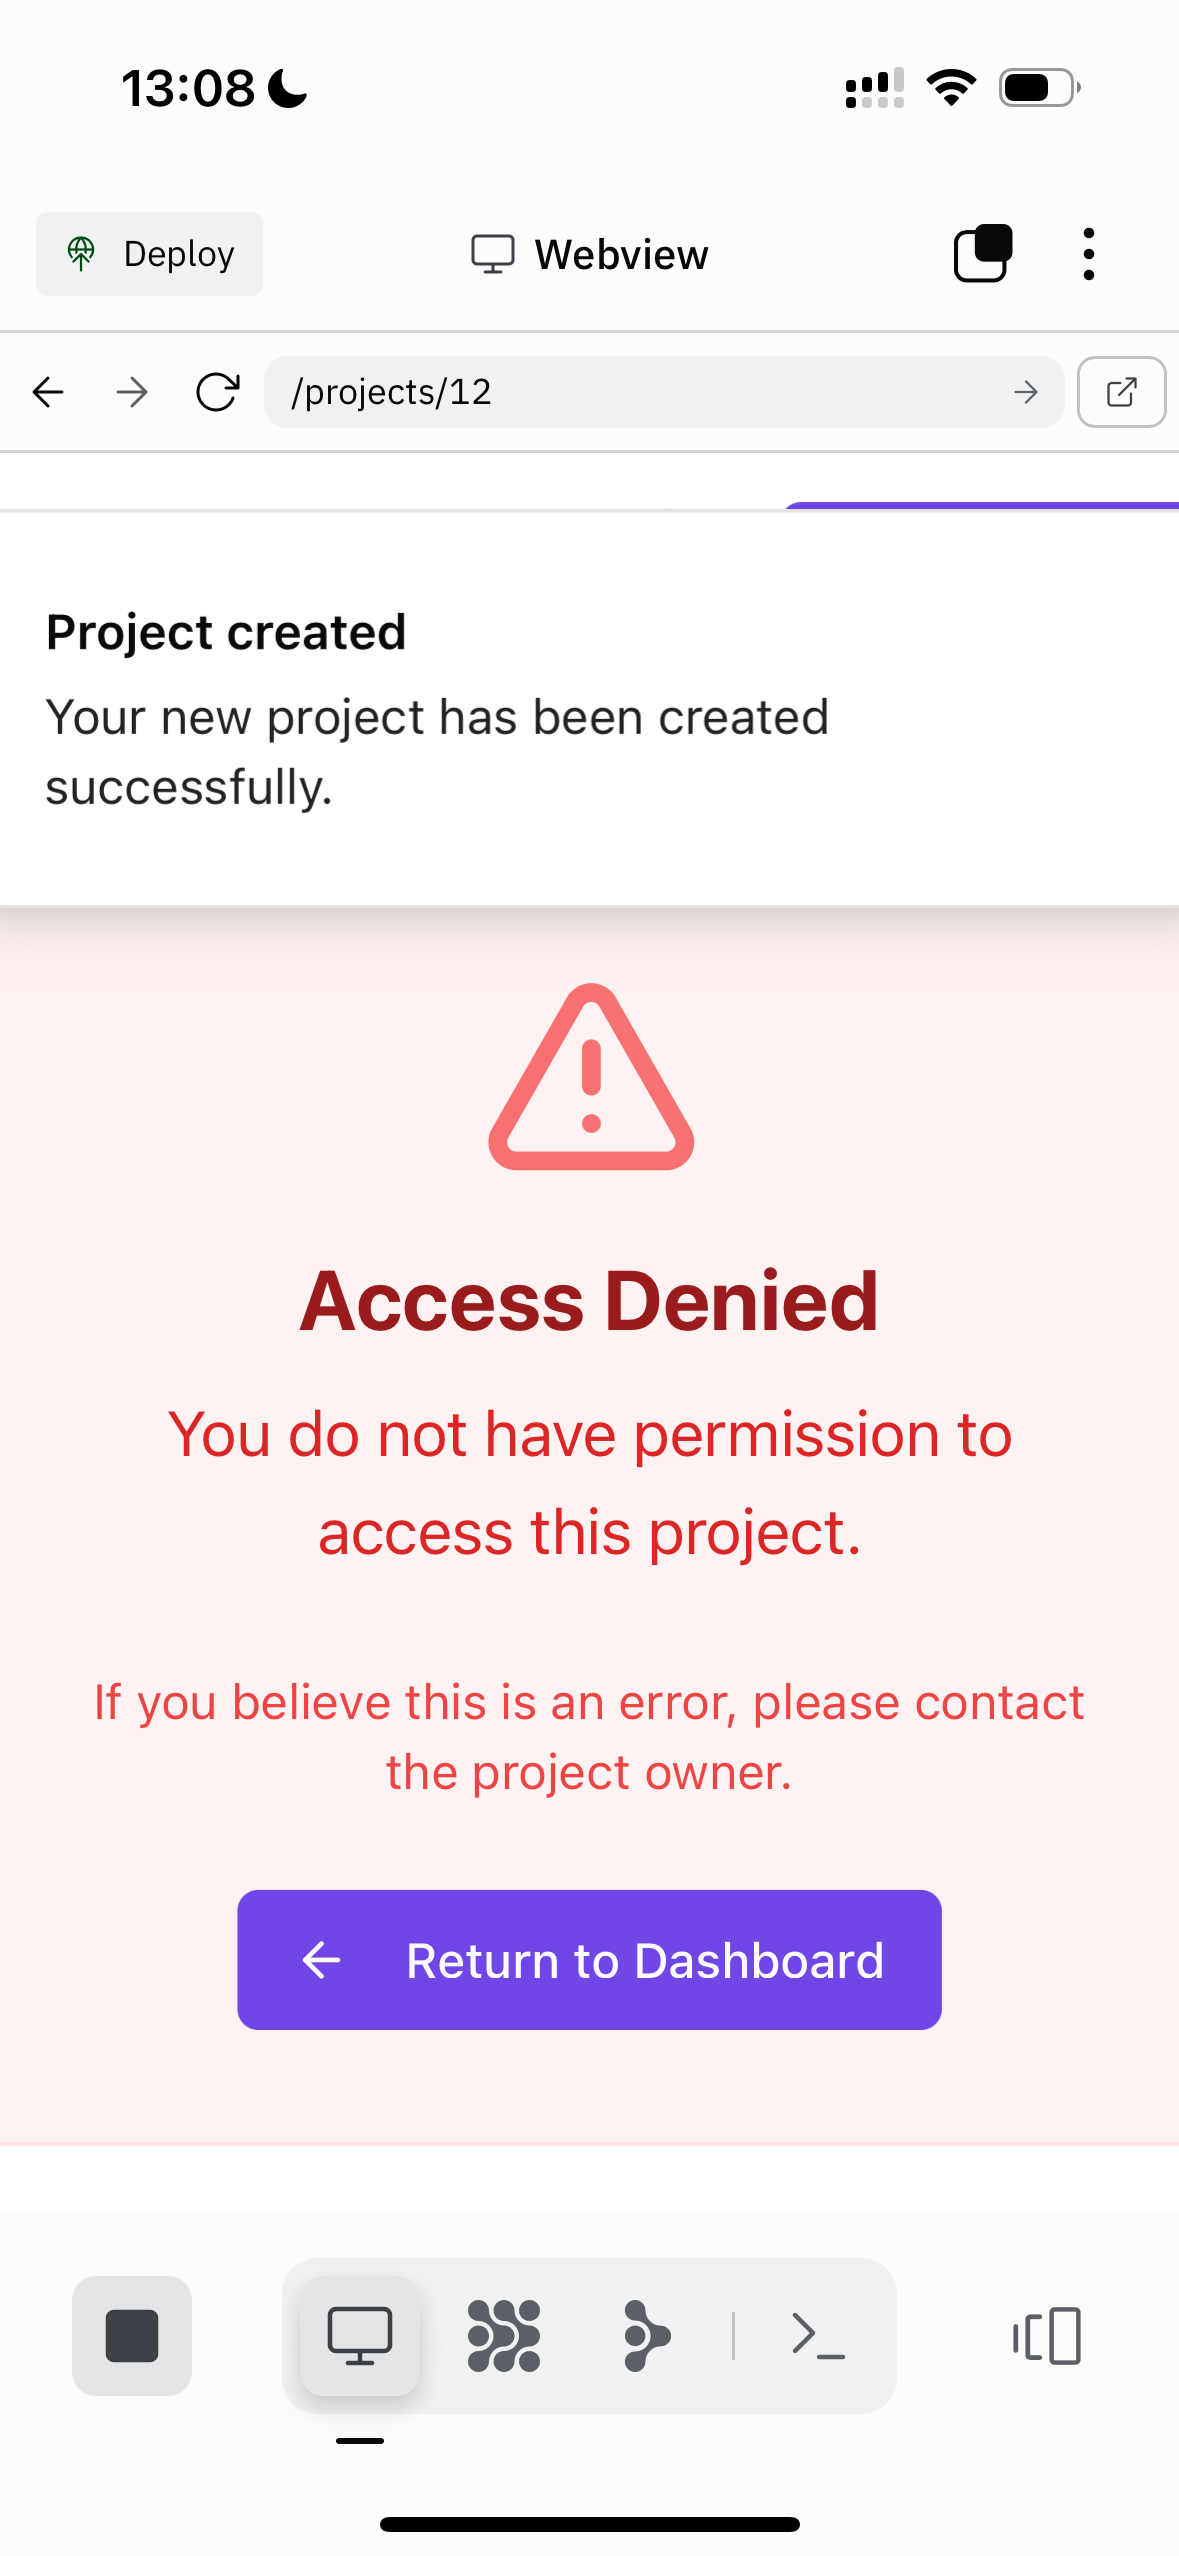 13:08
Deploy
Webview
/projects/12
Project created
Your new project has been created
successfully.
Access Denied
You do not have permission to
access this project.
If you believe this is an error, please contact
the project owner.
Return to Dashboard